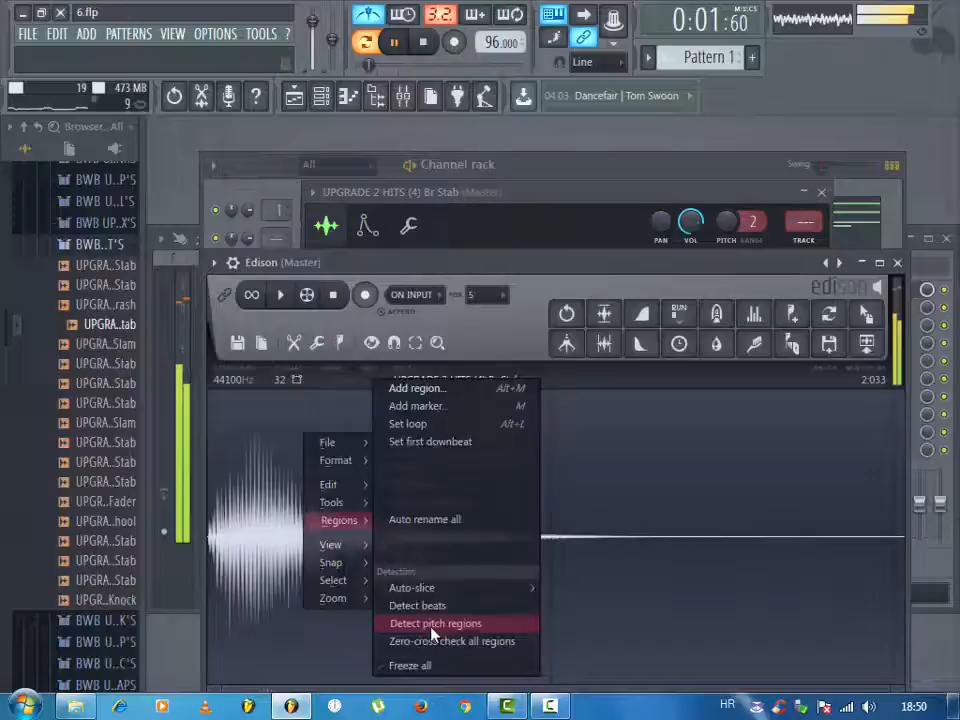 6.flp
FILE EDIT ADD PATTERNS VIEW OPTIONS TOOLS ?
3.2.
96.000
0:01:60
M:S:CS
Line
Pattern 1
19 473 MB
9
04:03 Dancefair | Tom Swoon
Browser...All
All
Channel rack
Swing
BWB U..P'S
BWB U..L'S
BWB UP..X'S
BWB..T'S
UPGRA..Stab
UPGRA..Stab
UPGRA..rash
UPGRA..tab
UPGRA..Slam
UPGRA..Stab
UPGRA..Stab
UPGRA..Stab
UPGRA..Slam
UPGRA..Stab
UPGRA..Stab
UPGRA..Stab
UPGR..Fader
UPGRA..hool
UPGRA..Stab
UPGRA..Stab
UPGRA..Stab
UPGR..Knock
BWB U..K'S
BWB U..S
BWB U..APS
1
UPGRADE 2 HITS (4) Br Stab (Master)
PAN VOL PITCH RANGE TRACK
2
---
Edison (Master)
edison
ON INPUT
5
APPEND
RUN
44100Hz 32
2:033
File
Format
Edit
Tools
Regions
View
Snap
Select
Zoom
Add region... Alt+M
Add marker... M
Set loop Alt+L
Set first downbeat
Auto rename all
Detection
Auto-slice
Detect beats
Detect pitch regions
Zero-cross check all regions
Freeze all
HR
18:50